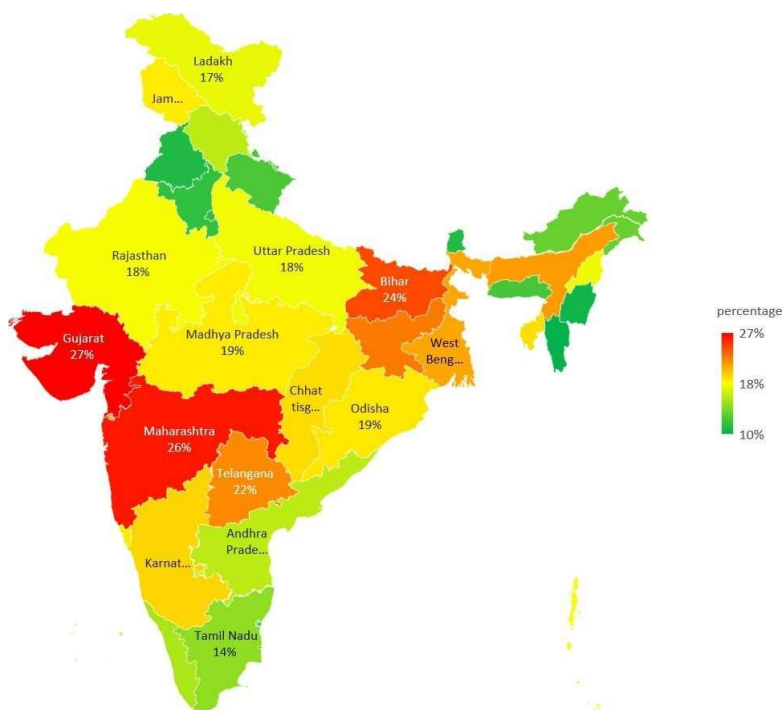 Ladakh
17%
Jam...
Rajasthan
18%
Uttar Pradesh
18%
Bihar
24%
Gujarat
27%
Madhya Pradesh
19%
West
Beng...
Chhat
tisg...
Odisha
19%
Maharashtra
26%
Telangana
22%
Andhra
Prade...
Karnat...
Tamil Nadu
14%
percentage
27%
18%
10%